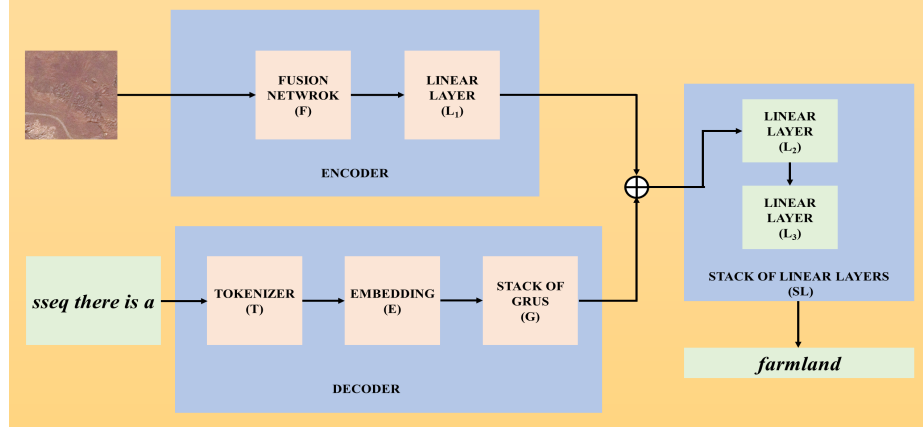 FUSION
NETWROK
(F)
LINEAR
LAYER
(L₁)
ENCODER
sseq there is a
TOKENIZER
(T)
EMBEDDING
(E)
STACK OF
GRUS
(G)
DECODER
LINEAR
LAYER
(L₂)
LINEAR
LAYER
(L₃)
STACK OF LINEAR LAYERS
(SL)
farmland